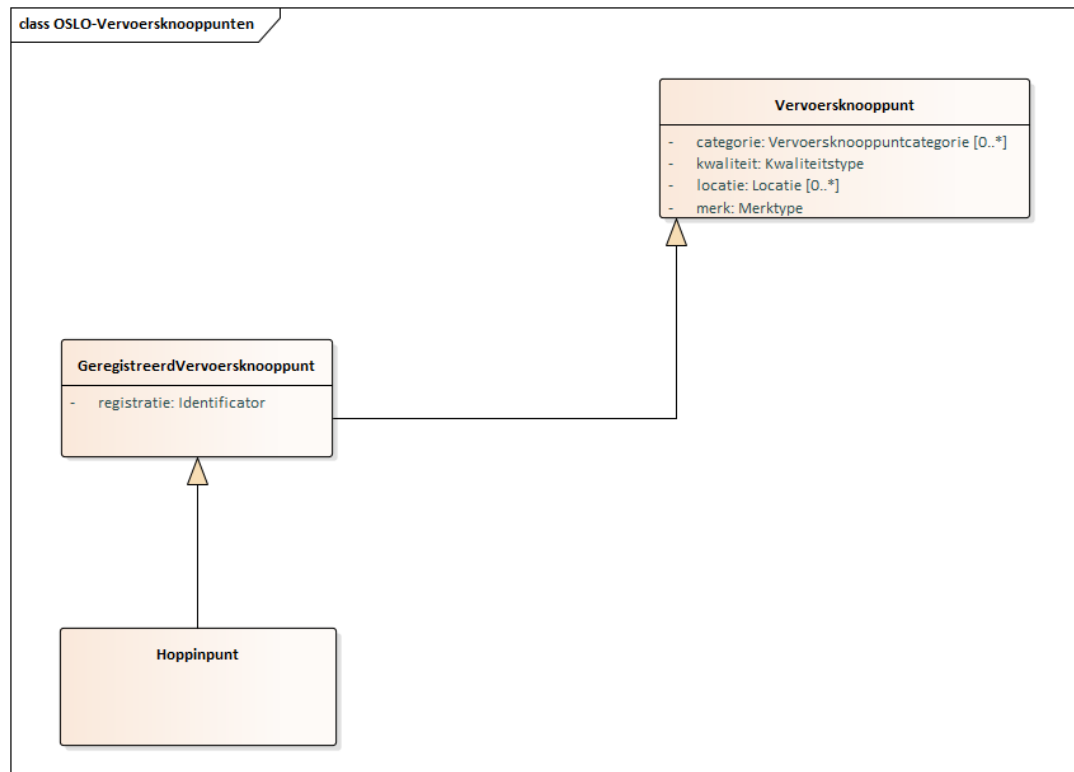 class OSLO-Vervoersknooppunten
Vervoersknooppunt
- categorie: Vervoersknooppuntcategorie [0..*]
- kwaliteit: Kwaliteitstype
- locatie: Locatie [0..*]
- merk: Merktype
GeregistreerdVervoersknooppunt
- registratie: Identificator
Hoppinpunt